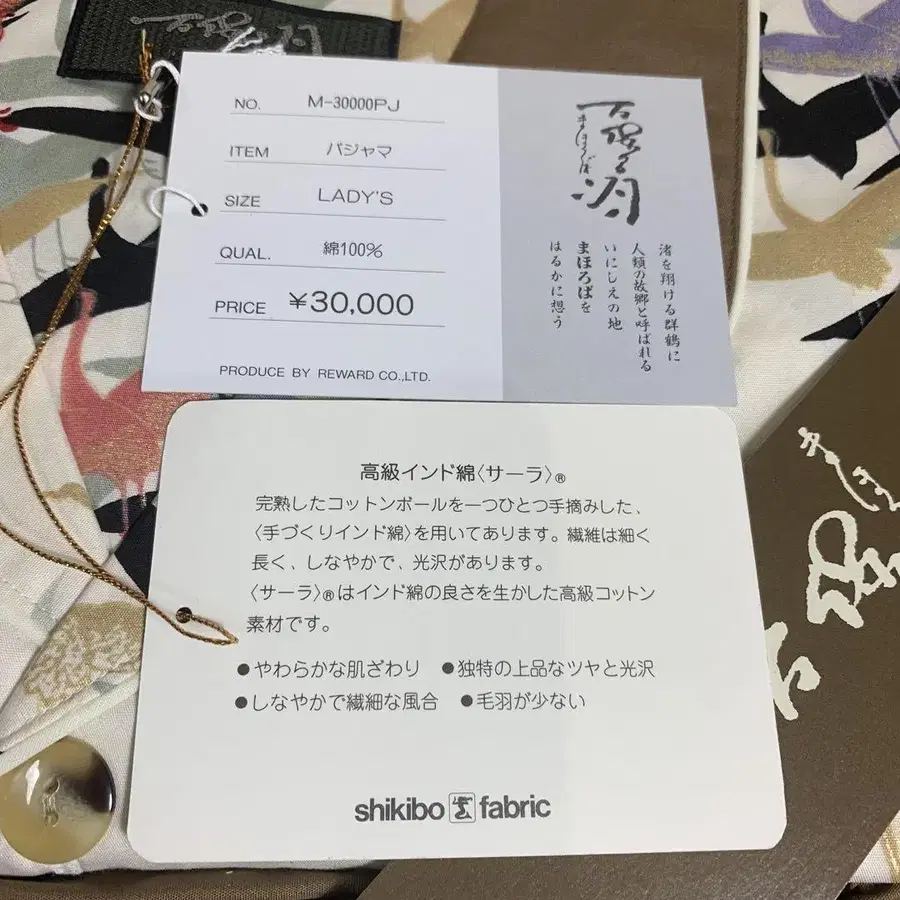 NO. M-30000PJ
ITEM パジャマ
SIZE LADY'S
QUAL. 綿100%
PRICE ¥30,000
PRODUCE BY REWARD CO.,LTD.
まほろば
渚を翔ける群鶴に
人類の故郷と呼ばれる
いにしえの地
まほろばを
はるかに想う
高級インド綿〈サーラ〉®
完熟したコットンボールを一つひとつ手摘みした、
〈手づくりインド綿〉を用いてあります。繊維は細く
長く、しなやかで、光沢があります。
〈サーラ〉®はインド綿の良さを生かした高級コットン
素材です。
●やわらかな肌ざわり ●独特の上品なツヤと光沢
●しなやかで繊細な風合 ●毛羽が少ない
shikibo fabric